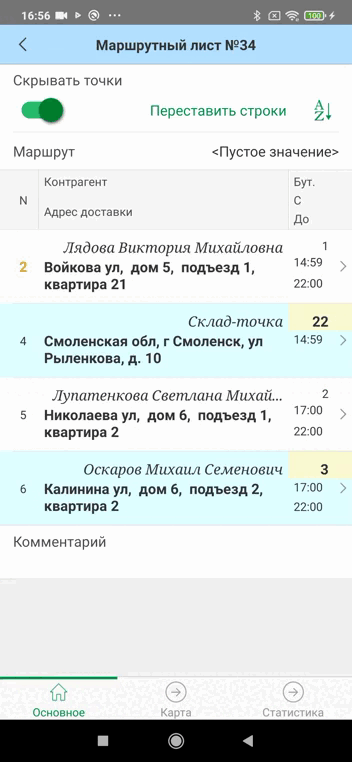 16:56
100
Маршрутный лист №34
Скрывать точки
Переставить строки
A
Z
Маршрут
<Пустое значение>
N
Контрагент
Адрес доставки
Бут.
С
До
2
Лядова Виктория Михайловна
Войкова ул, дом 5, подъезд 1,
квартира 21
1
14:59
22:00
4
Склад-точка
Смоленская обл, г Смоленск, ул
Рыленкова, д. 10
22
14:59
5
Лупатенкова Светлана Михай...
Николаева ул, дом 6, подъезд 1,
квартира 2
2
17:00
22:00
6
Оскаров Михаил Семенович
Калинина ул, дом 6, подъезд 2,
квартира 2
3
17:00
22:00
Комментарий
Основное
Карта
Статистика